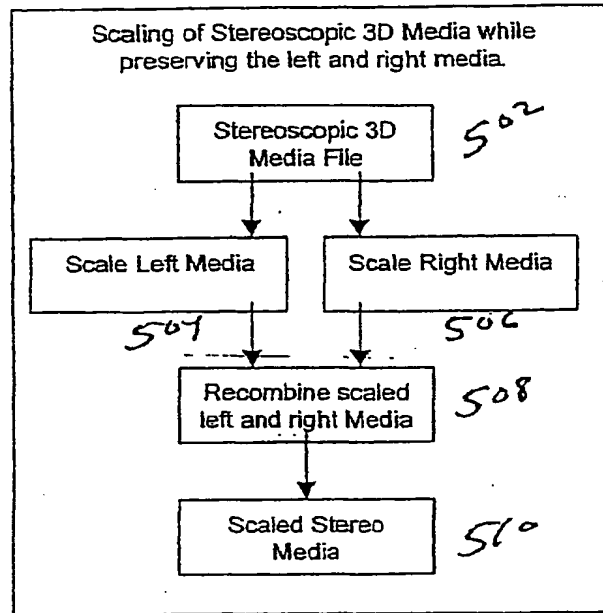 Scaling of Stereoscopic 3D Media while
preserving the left and right media.
Stereoscopic 3D
Media File
502
Scale Left Media
Scale Right Media
504
506
Recombine scaled
left and right Media
508
Scaled Stereo
Media
510